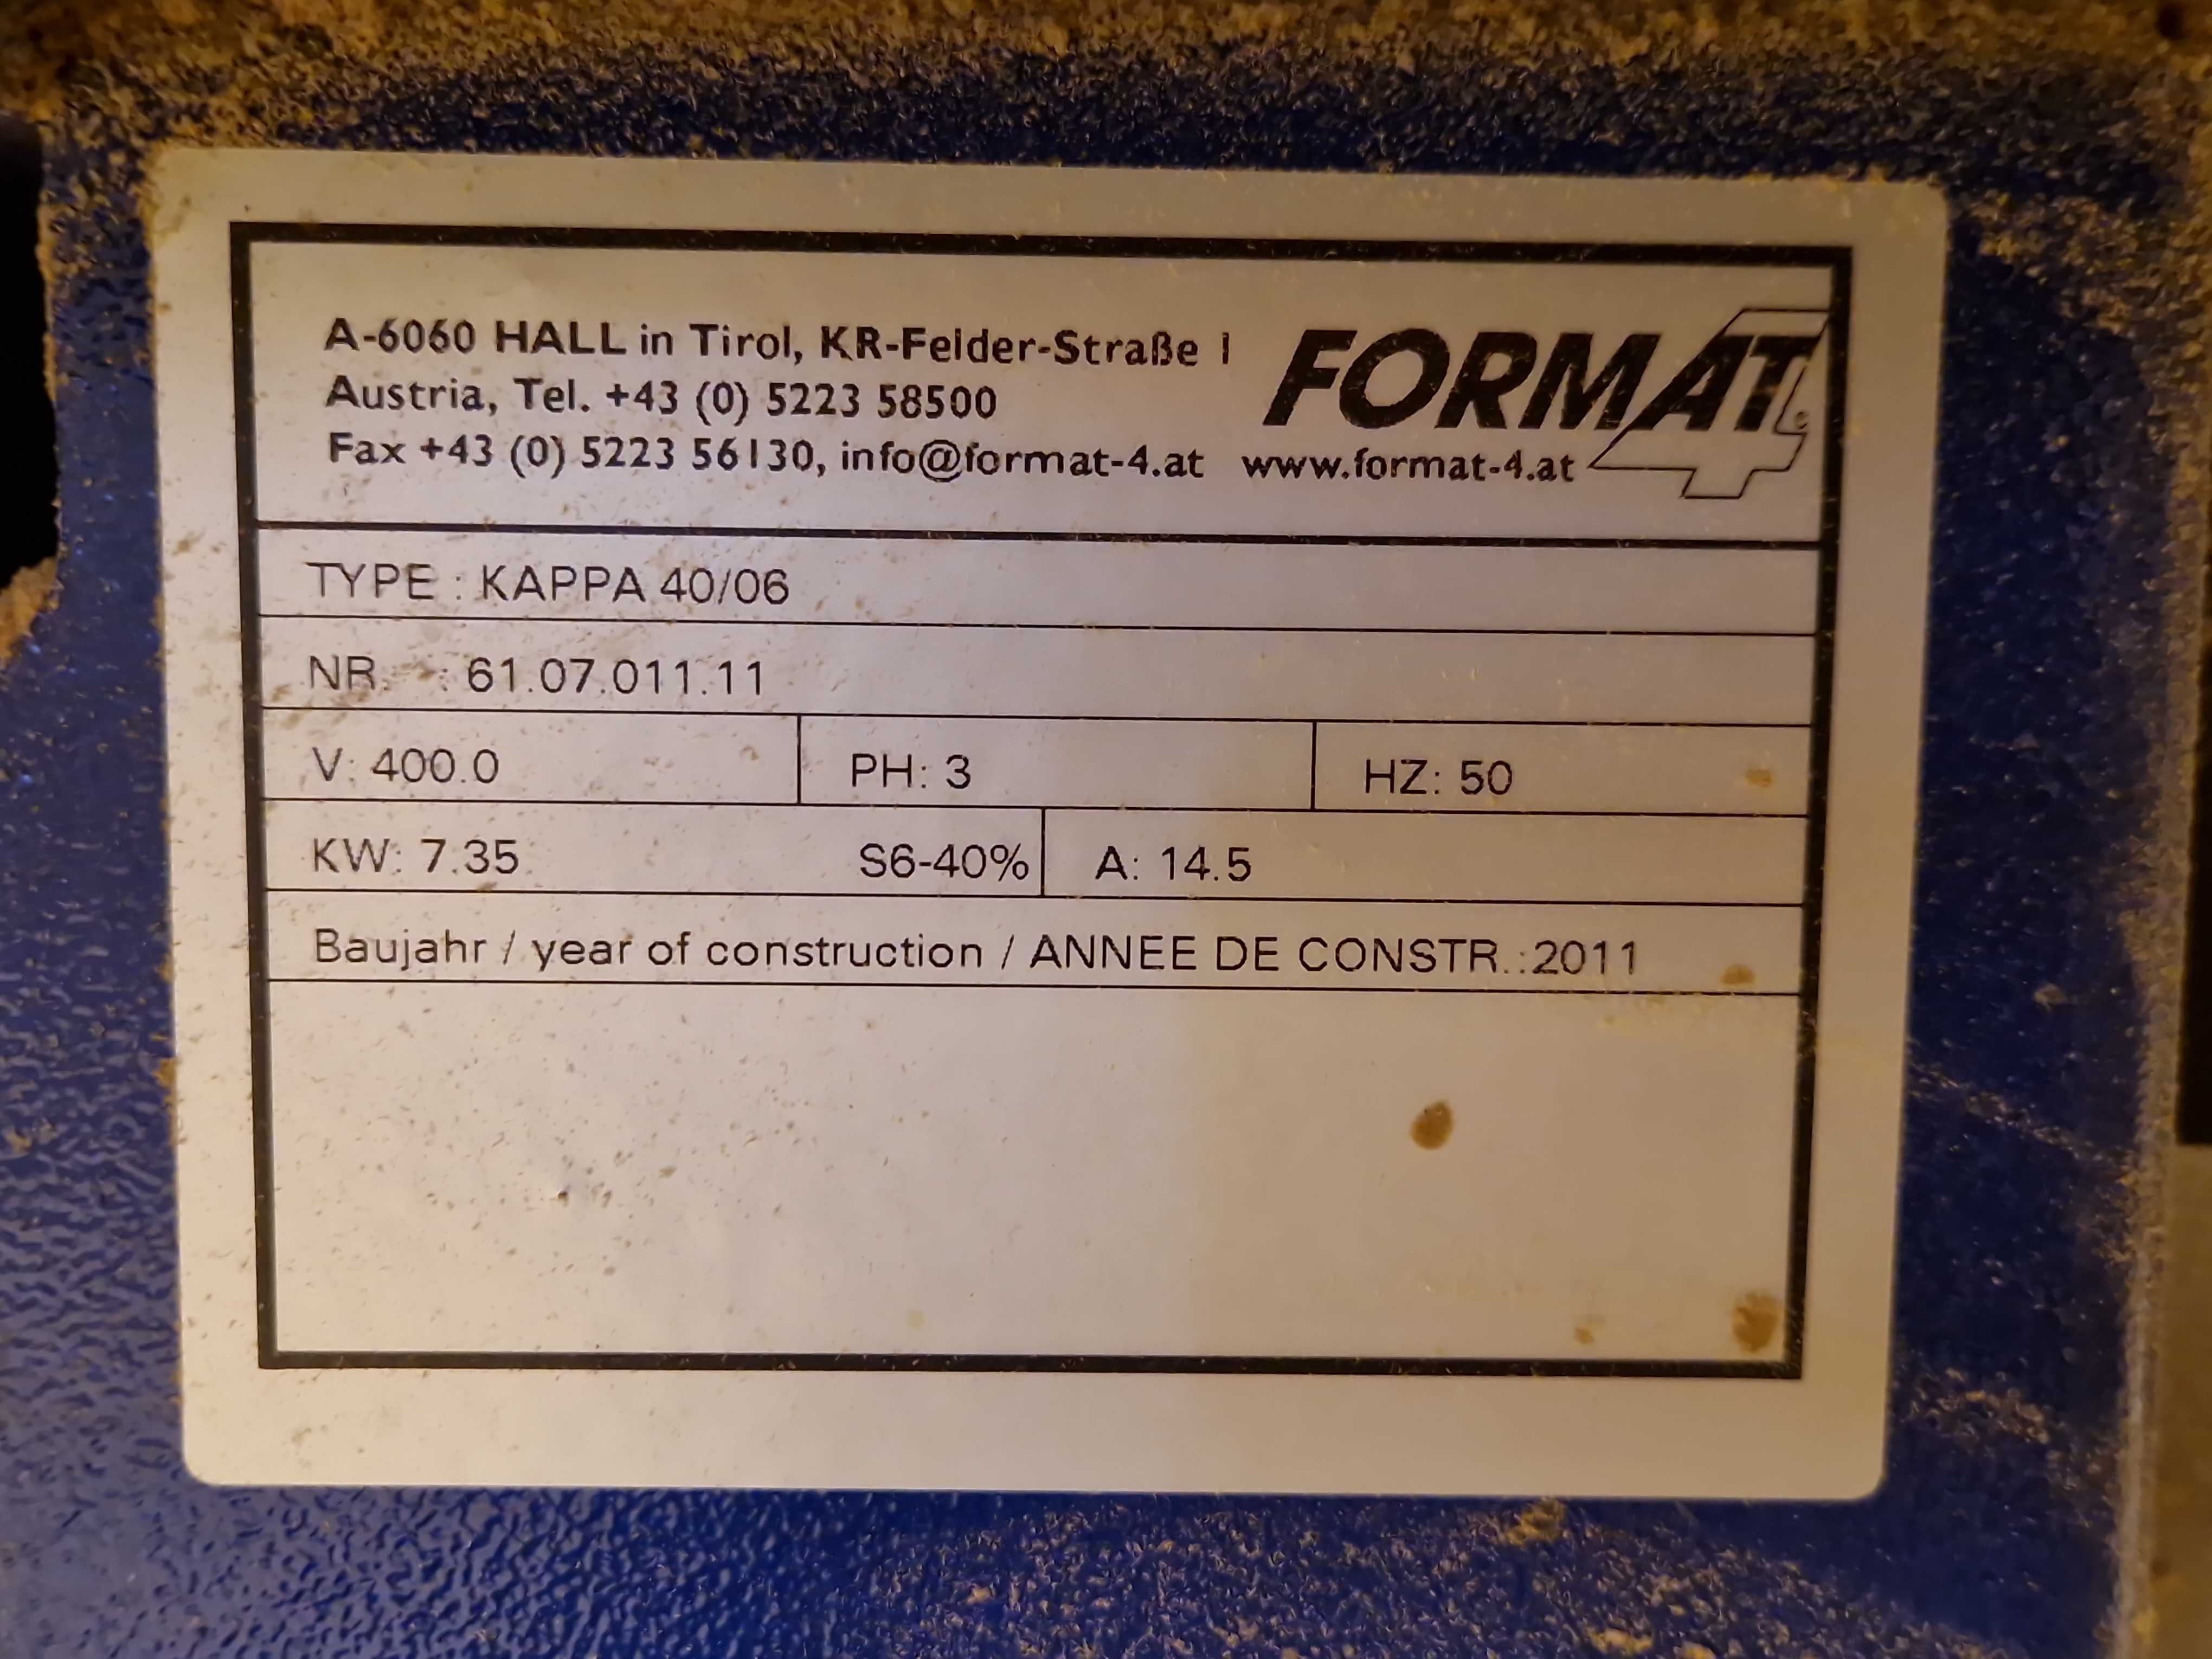 A-6060 HALL in Tirol, KR-Felder-Straße 1
Austria, Tel. +43 (0) 5223 58500
Fax +43 (0) 5223 56130, info@format-4.at
FORMAT 4
www.format-4.at
TYPE : KAPPA 40/06
NR. : 61.07.011.11
V: 400.0 PH: 3 HZ: 50
KW: 7.35 S6-40% A: 14.5
Baujahr / year of construction / ANNEE DE CONSTR.:2011